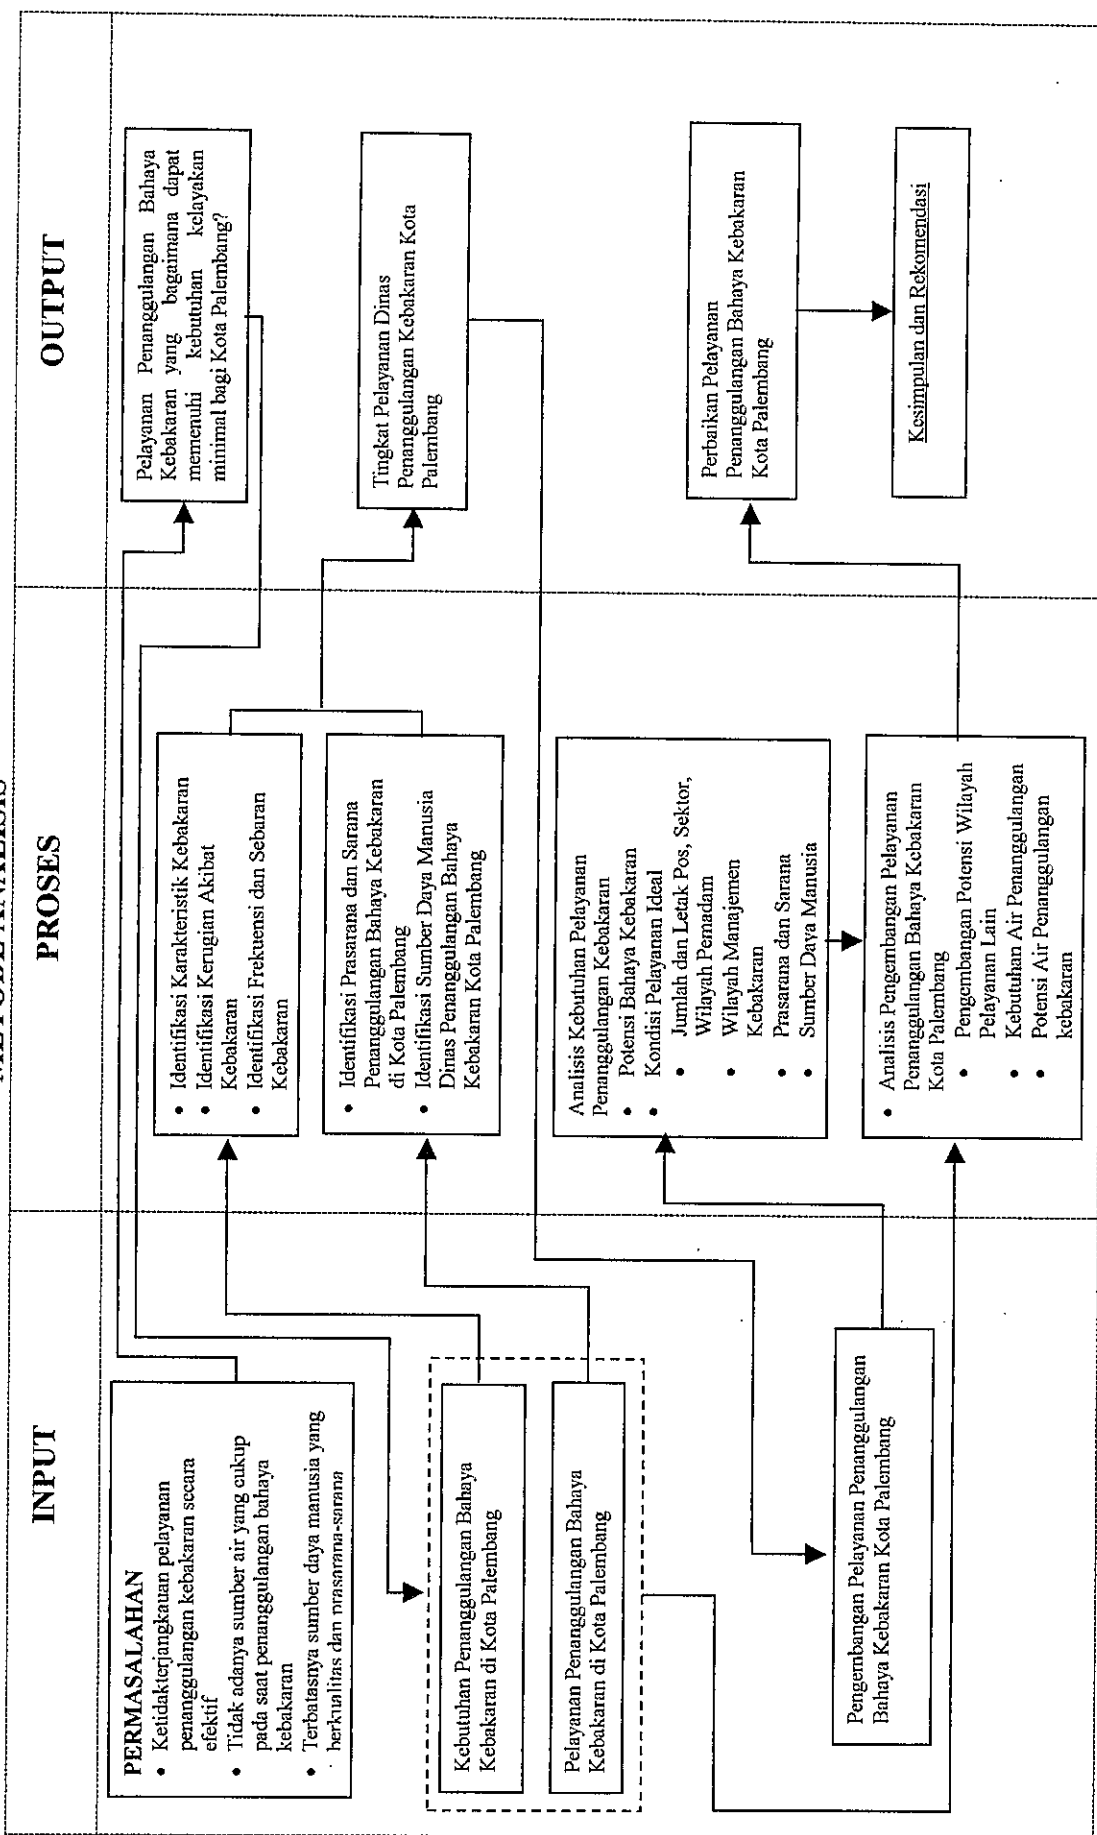 METODE ANALISIS
INPUT
PROSES
OUTPUT
PERMASALAHAN
• Ketidakterjangkauan pelayanan
penanggulangan kebakaran secara
efektif
• Tidak adanya sumber air yang cukup
pada saat penanggulangan bahaya
kebakaran
• Terbatasnya sumber daya manusia yang
berkualitas dan prasarana-sarana
Kebutuhan Penanggulangan Bahaya
Kebakaran di Kota Palembang
Pelayanan Penanggulangan Bahaya
Kebakaran di Kota Palembang
Pengembangan Pelayanan Penanggulangan
Bahaya Kebakaran Kota Palembang
• Identifikasi Karakteristik Kebakaran
• Identifikasi Kerugian Akibat
Kebakaran
• Identifikasi Frekuensi dan Sebaran
Kebakaran
• Identifikasi Prasarana dan Sarana
Penanggulangan Bahaya Kebakaran
di Kota Palembang
• Identifikasi Sumber Daya Manusia
Dinas Penanggulangan Bahaya
Kebakaran Kota Palembang
Analisis Kebutuhan Pelayanan
Penanggulangan Kebakaran
• Potensi Bahaya Kebakaran
• Kondisi Pelayanan Ideal
• Jumlah dan Letak Pos, Sektor,
Wilayah Pemadam
• Wilayah Manajemen
Kebakaran
• Prasarana dan Sarana
• Sumber Daya Manusia
• Analisis Pengembangan Pelayanan
Penanggulangan Bahaya Kebakaran
Kota Palembang
• Pengembangan Potensi Wilayah
Pelayanan Lain
• Kebutuhan Air Penanggulangan
• Potensi Air Penanggulangan
kebakaran
Pelayanan Penanggulangan Bahaya
Kebakaran yang bagaimana dapat
memenuhi kebutuhan kelayakan
minimal bagi Kota Palembang?
Tingkat Pelayanan Dinas
Penanggulangan Kebakaran Kota
Palembang
Perbaikan Pelayanan
Penanggulangan Bahaya Kebakaran
Kota Palembang
Kesimpulan dan Rekomendasi